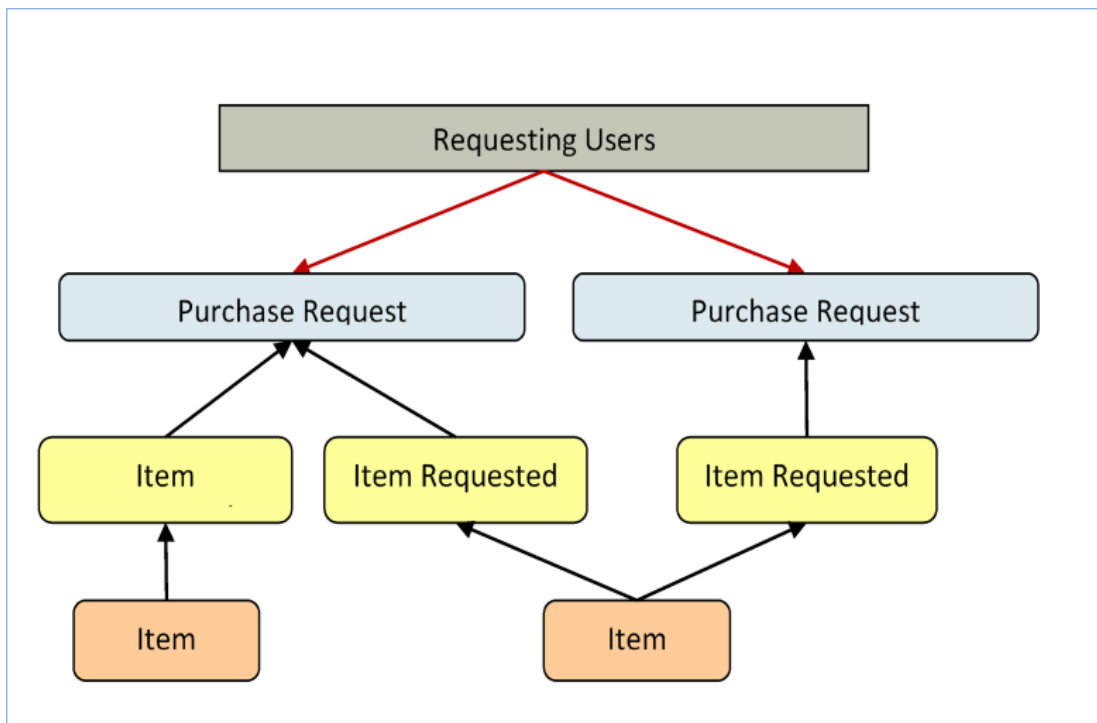 Requesting Users
Purchase Request
Purchase Request
Item
Item Requested
Item Requested
Item
Item